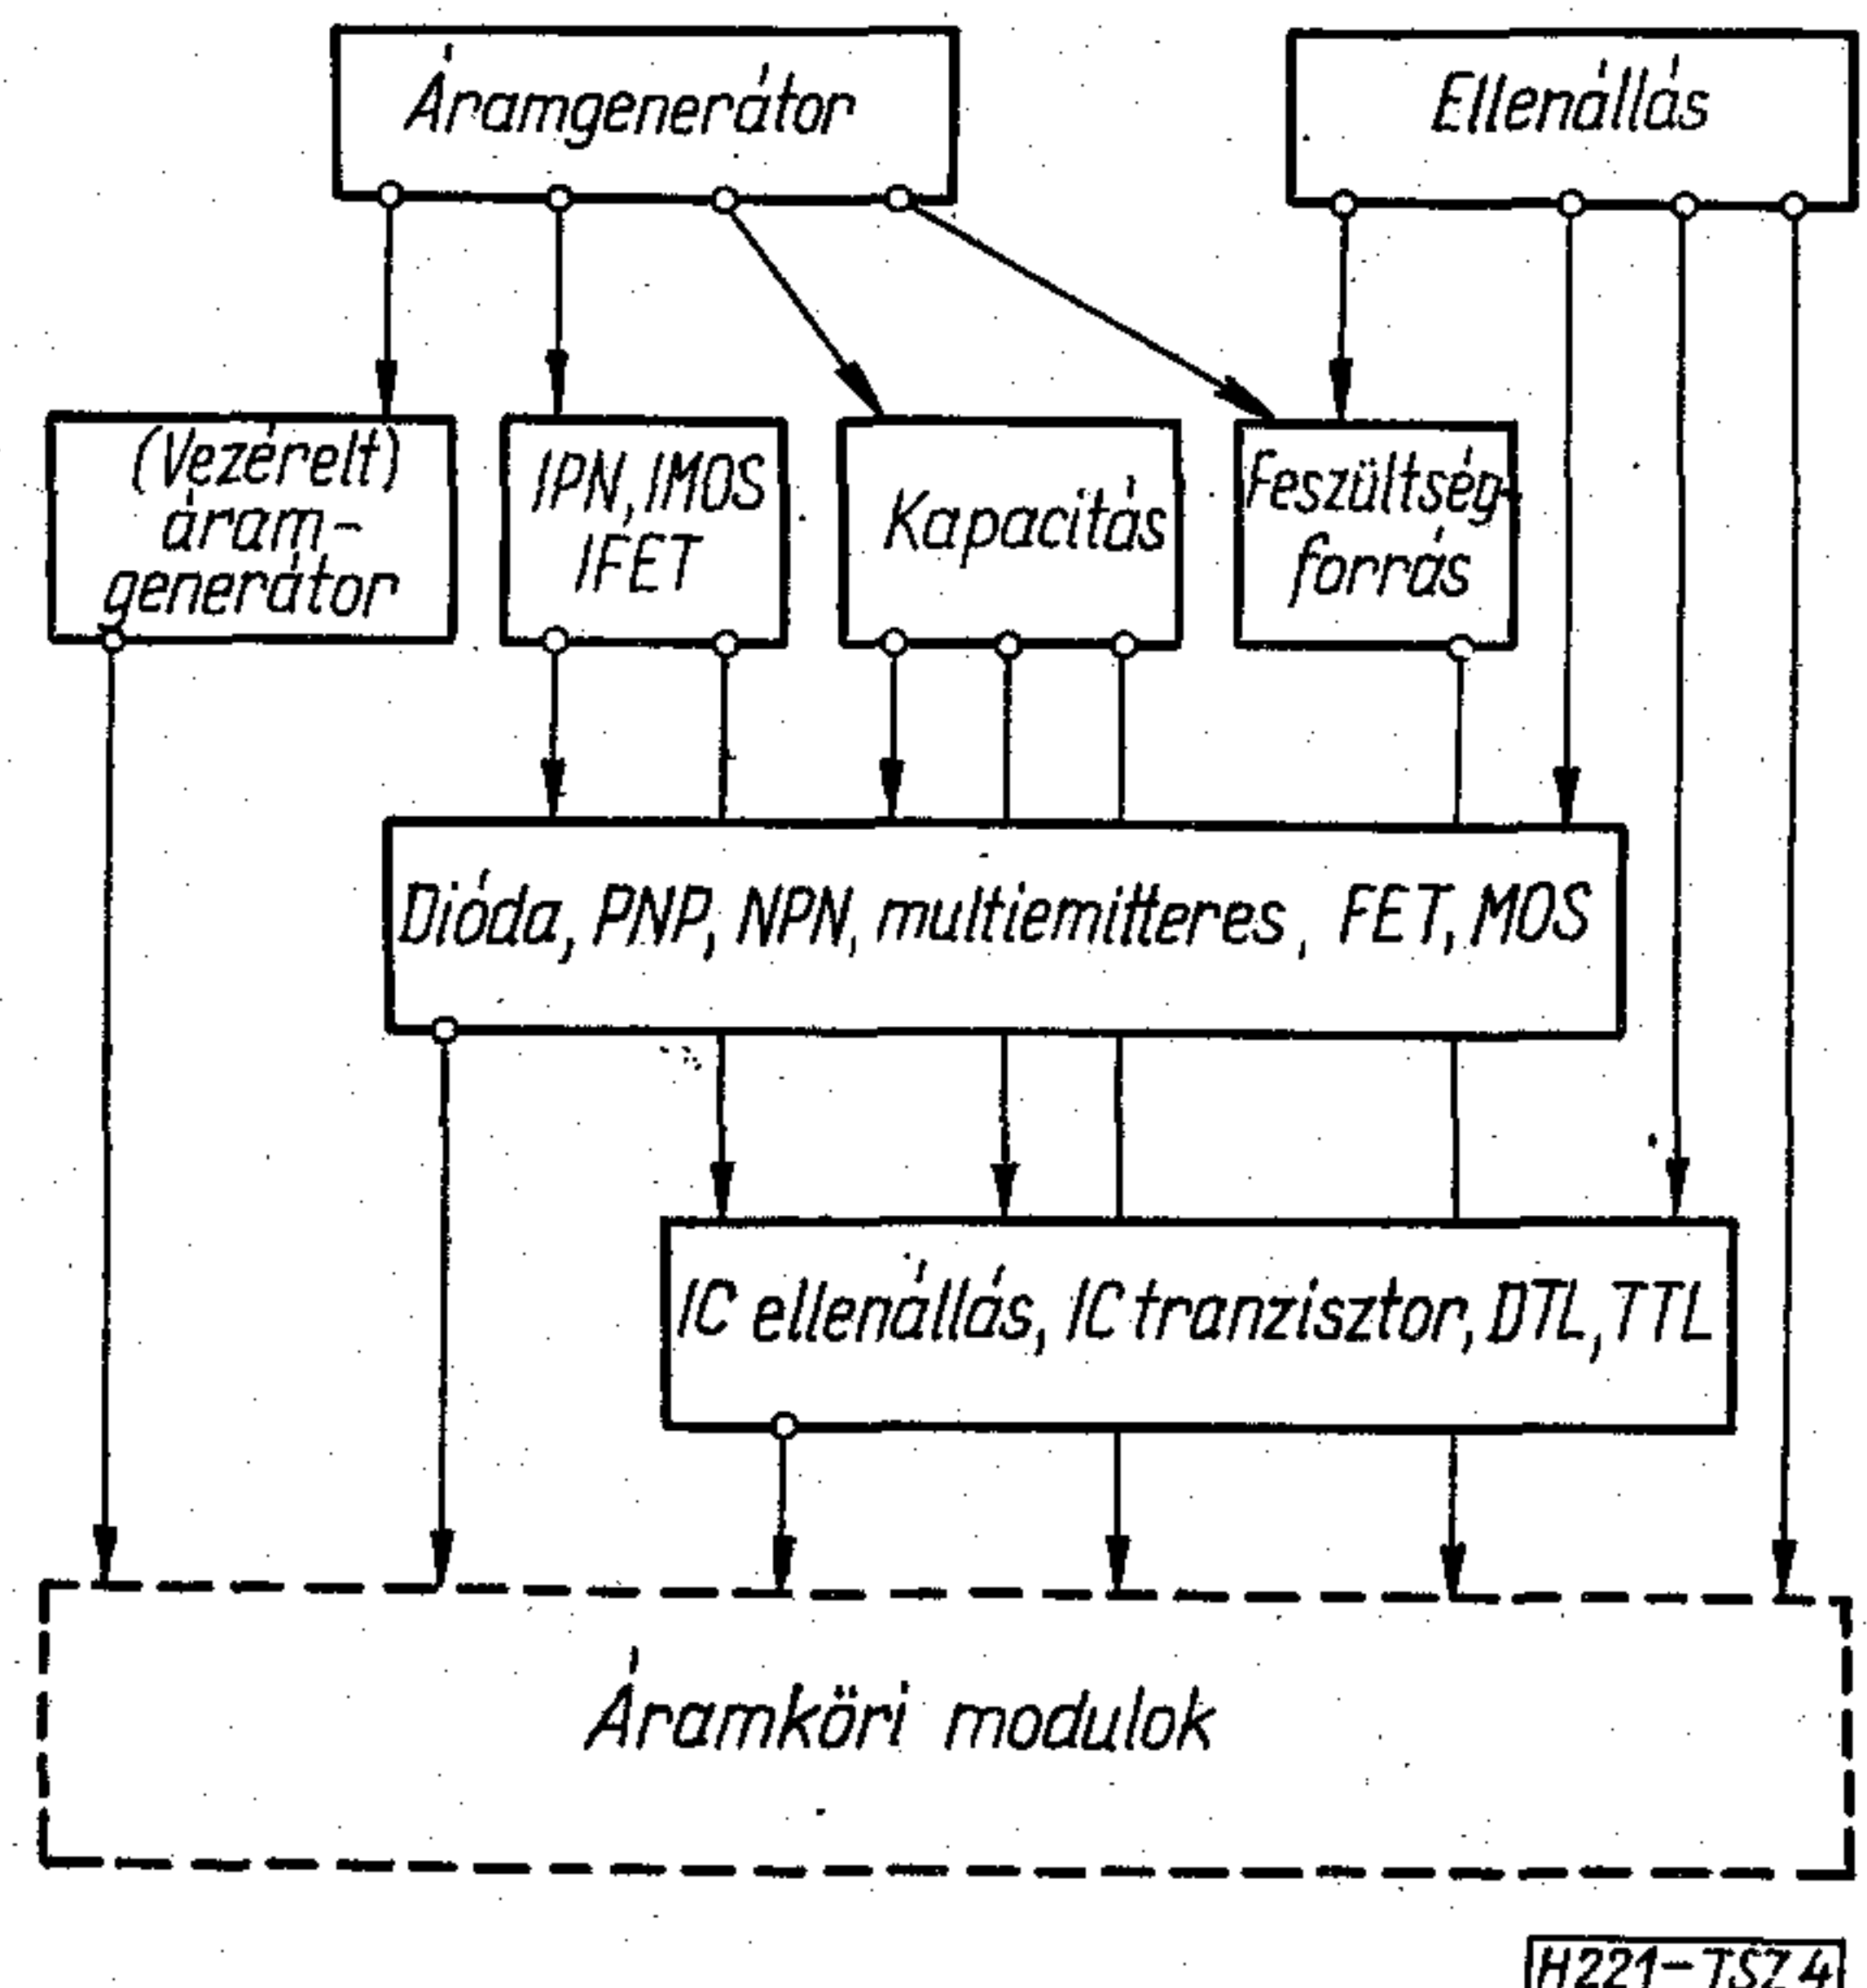 Áramgenerátor
Ellenállás
(Vezérelt)
áram-
generátor
IPN, IMOS
IFET
Kapacitás
Feszültség-
forrás
Dióda, PNP, NPN, multiemitteres, FET, MOS
IC ellenállás, IC tranzisztor, DTL, TTL
Áramköri modulok
H221-TSZ4